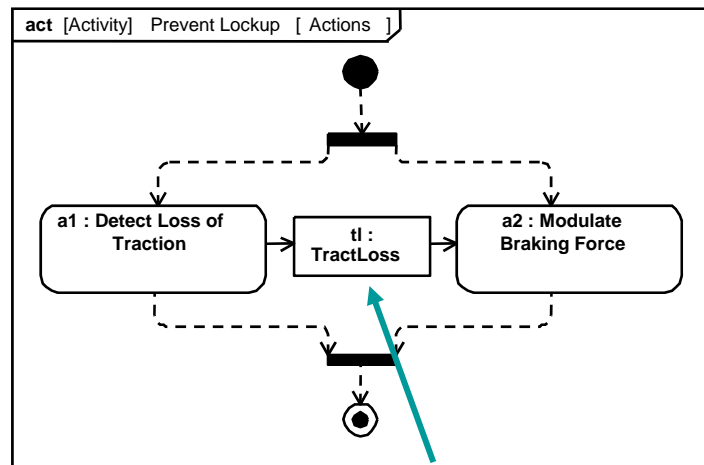 act [Activity] Prevent Lockup [ Actions ]
a1 : Detect Loss of
Traction
tl :
TractLoss
a2 : Modulate
Braking Force